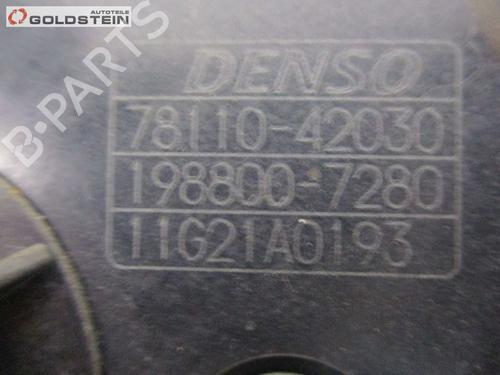 AUTOTEILE
GOLDSTEIN
B-PARTS
DENSO
78110-42030
198800-7280
11G21A0193